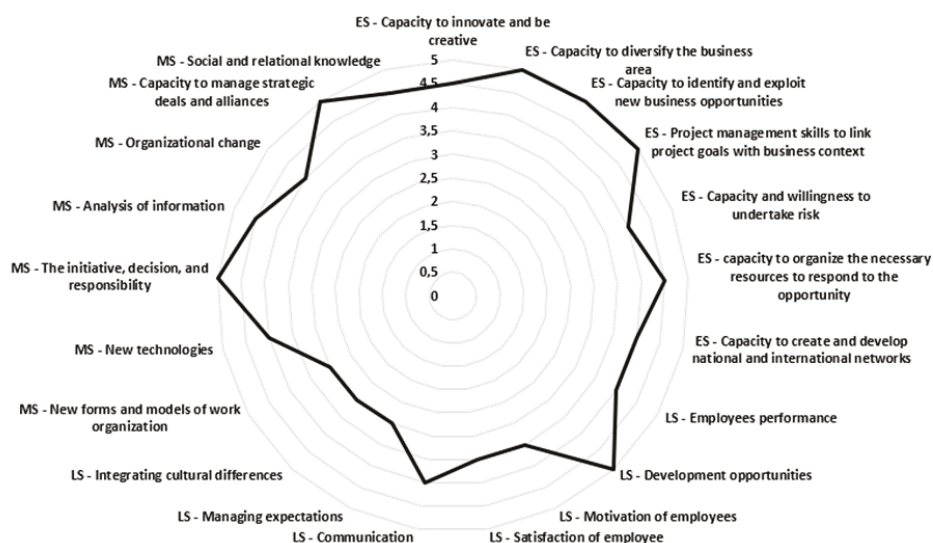 ES - Capacity to innovate and be
creative
ES - Capacity to diversify the business
area
ES - Capacity to identify and exploit
new business opportunities
ES - Project management skills to link
project goals with business context
ES - Capacity and willingness to
undertake risk
ES - capacity to organize the necessary
resources to respond to the
opportunity
ES - Capacity to create and develop
national and international networks
LS - Employees performance
LS - Development opportunities
LS - Motivation of employees
LS - Satisfaction of employee
LS - Communication
LS - Managing expectations
LS - Integrating cultural differences
MS - New forms and models of work
organization
MS - New technologies
MS - The initiative, decision, and
responsibility
MS - Analysis of information
MS - Organizational change
MS - Capacity to manage strategic
deals and alliances
MS - Social and relational knowledge
5
4,5
4
3,5
3
2,5
2
1,5
1
0,5
0